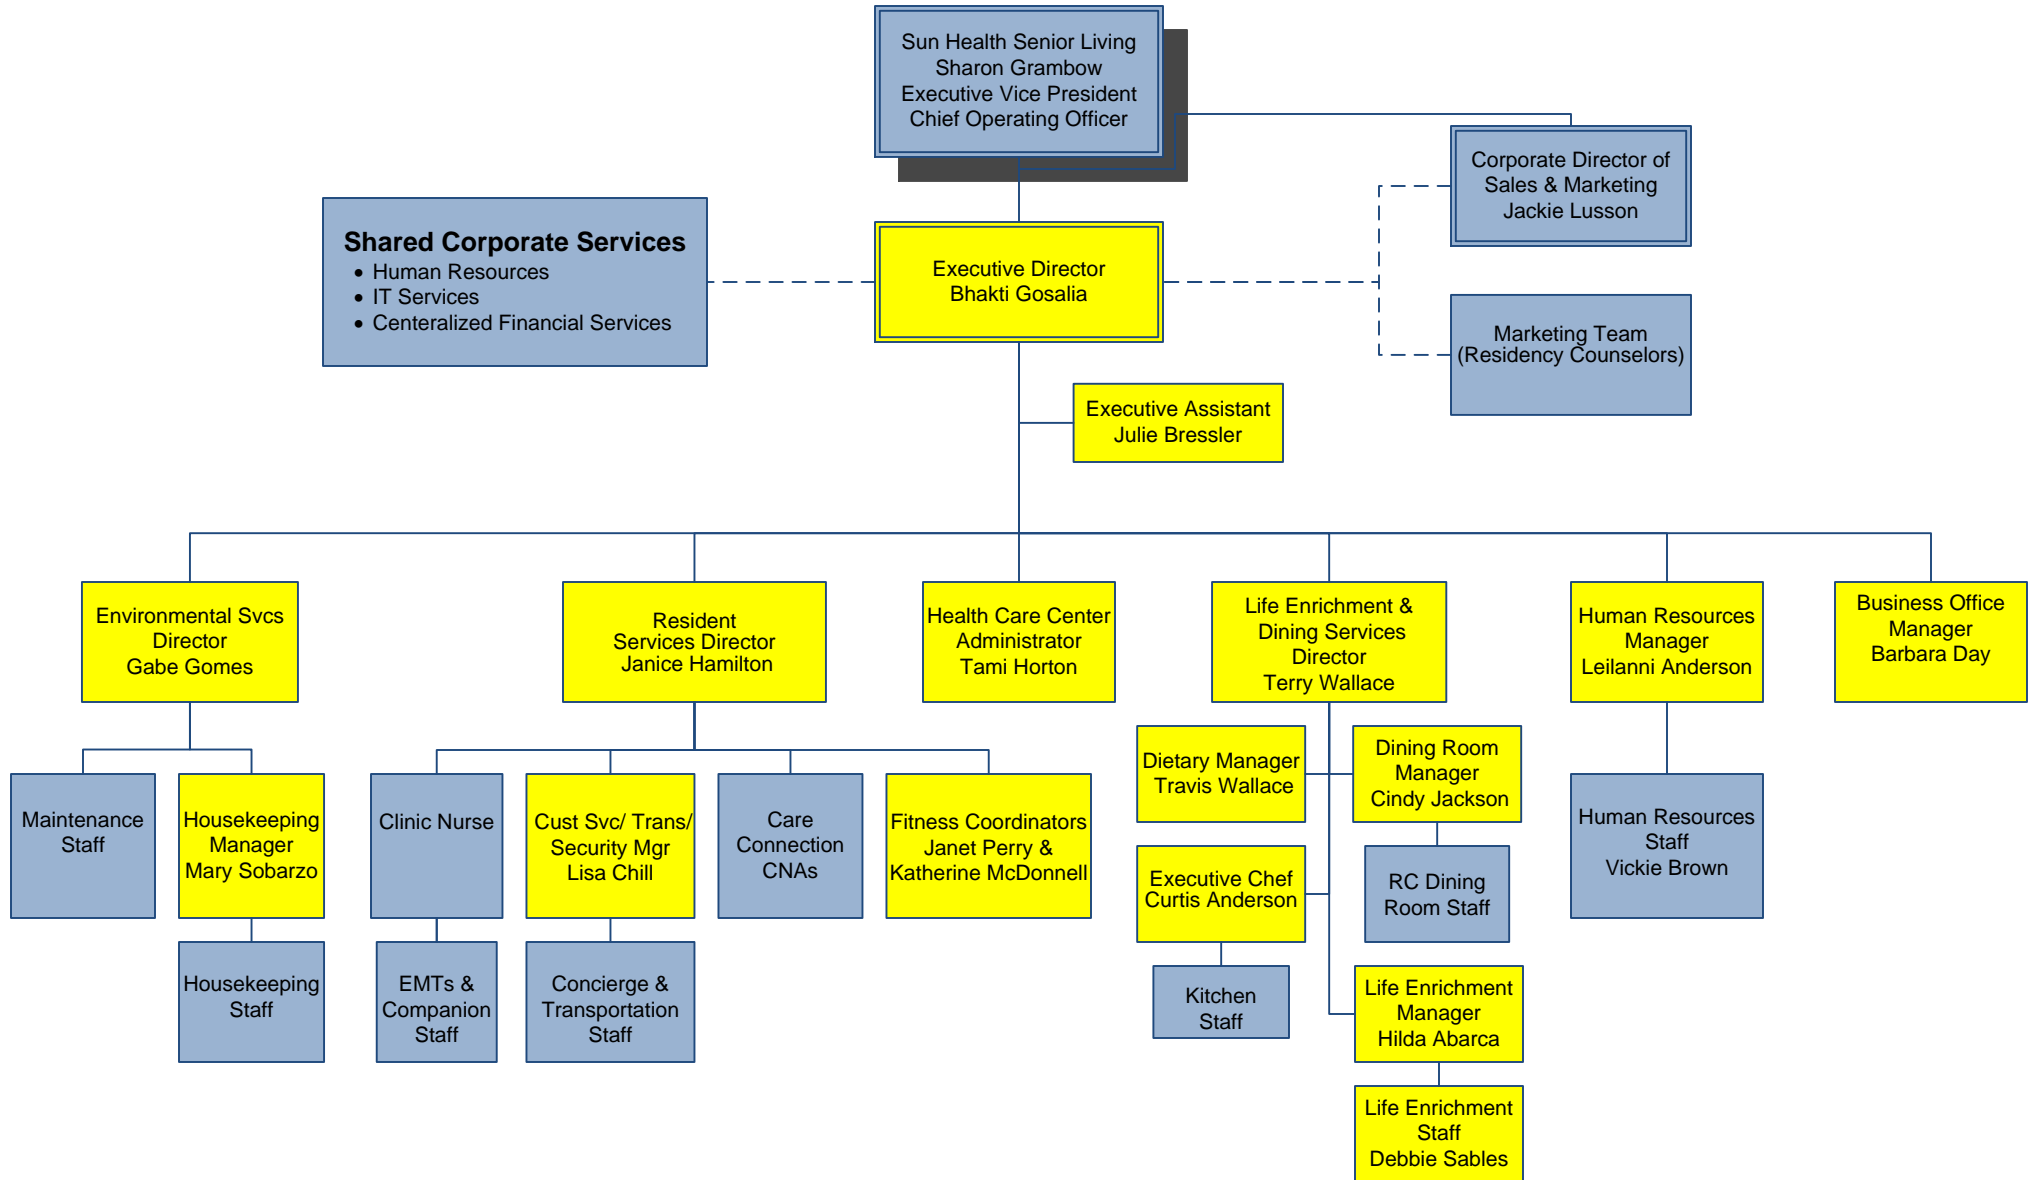 Sun Health Senior Living
Sharon Grambow
Executive Vice President
Chief Operating Officer
Corporate Director of
Sales & Marketing
Jackie Lusson
Shared Corporate Services
• Human Resources
• IT Services
• Centeralized Financial Services
Executive Director
Bhakti Gosalia
Marketing Team
(Residency Counselors)
Executive Assistant
Julie Bressler
Environmental Svcs
Director
Gabe Gomes
Resident
Services Director
Janice Hamilton
Health Care Center
Administrator
Tami Horton
Life Enrichment &
Dining Services
Director
Terry Wallace
Human Resources
Manager
Leilanni Anderson
Business Office
Manager
Barbara Day
Maintenance
Staff
Housekeeping
Manager
Mary Sobarzo
Clinic Nurse
Cust Svc/ Trans/
Security Mgr
Lisa Chill
Care
Connection
CNAs
Fitness Coordinators
Janet Perry &
Katherine McDonnell
Dietary Manager
Travis Wallace
Dining Room
Manager
Cindy Jackson
Human Resources
Staff
Vickie Brown
Executive Chef
Curtis Anderson
RC Dining
Room Staff
Housekeeping
Staff
EMTs &
Companion
Staff
Concierge &
Transportation
Staff
Kitchen
Staff
Life Enrichment
Manager
Hilda Abarca
Life Enrichment
Staff
Debbie Sables